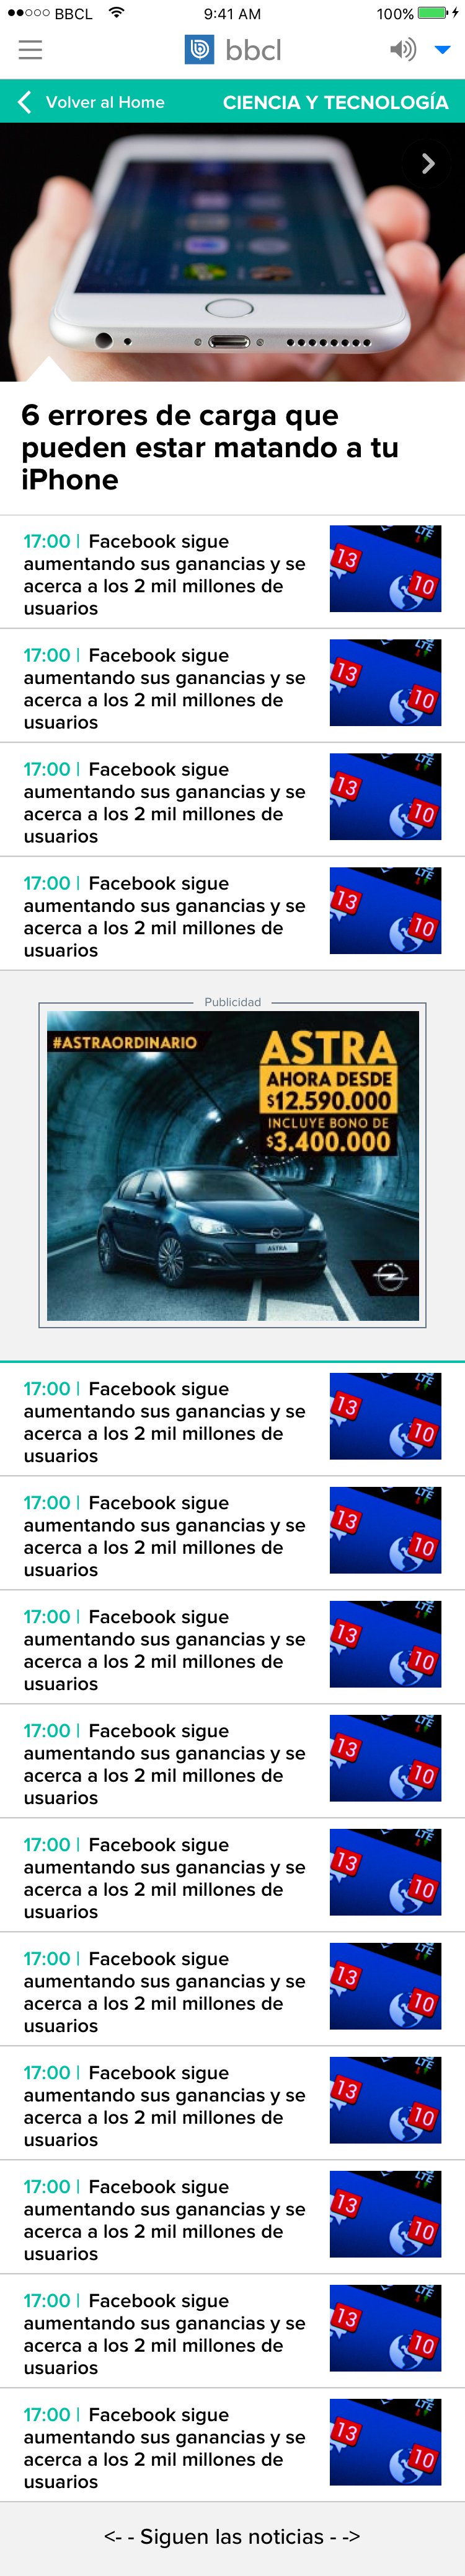 BBCL 9:41 AM 100%
bbcl
Volver al Home CIENCIA Y TECNOLOGÍA
6 errores de carga que
pueden estar matando a tu
iPhone
17:00 | Facebook sigue
aumentando sus ganancias y se
acerca a los 2 mil millones de
usuarios
LTE
13
10
17:00 | Facebook sigue
aumentando sus ganancias y se
acerca a los 2 mil millones de
usuarios
LTE
13
10
17:00 | Facebook sigue
aumentando sus ganancias y se
acerca a los 2 mil millones de
usuarios
LTE
13
10
17:00 | Facebook sigue
aumentando sus ganancias y se
acerca a los 2 mil millones de
usuarios
LTE
13
10
Publicidad
#ASTRAORDINARIO
ASTRA
AHORA DESDE
$12.590.000
INCLUYE BONO DE
$3.400.000
ASTRA
17:00 | Facebook sigue
aumentando sus ganancias y se
acerca a los 2 mil millones de
usuarios
LTE
13
10
17:00 | Facebook sigue
aumentando sus ganancias y se
acerca a los 2 mil millones de
usuarios
LTE
13
10
17:00 | Facebook sigue
aumentando sus ganancias y se
acerca a los 2 mil millones de
usuarios
LTE
13
10
17:00 | Facebook sigue
aumentando sus ganancias y se
acerca a los 2 mil millones de
usuarios
LTE
13
10
17:00 | Facebook sigue
aumentando sus ganancias y se
acerca a los 2 mil millones de
usuarios
LTE
13
10
17:00 | Facebook sigue
aumentando sus ganancias y se
acerca a los 2 mil millones de
usuarios
LTE
13
10
17:00 | Facebook sigue
aumentando sus ganancias y se
acerca a los 2 mil millones de
usuarios
LTE
13
10
17:00 | Facebook sigue
aumentando sus ganancias y se
acerca a los 2 mil millones de
usuarios
LTE
13
10
17:00 | Facebook sigue
aumentando sus ganancias y se
acerca a los 2 mil millones de
usuarios
LTE
13
10
17:00 | Facebook sigue
aumentando sus ganancias y se
acerca a los 2 mil millones de
usuarios
LTE
13
10
<- - Siguen las noticias - ->